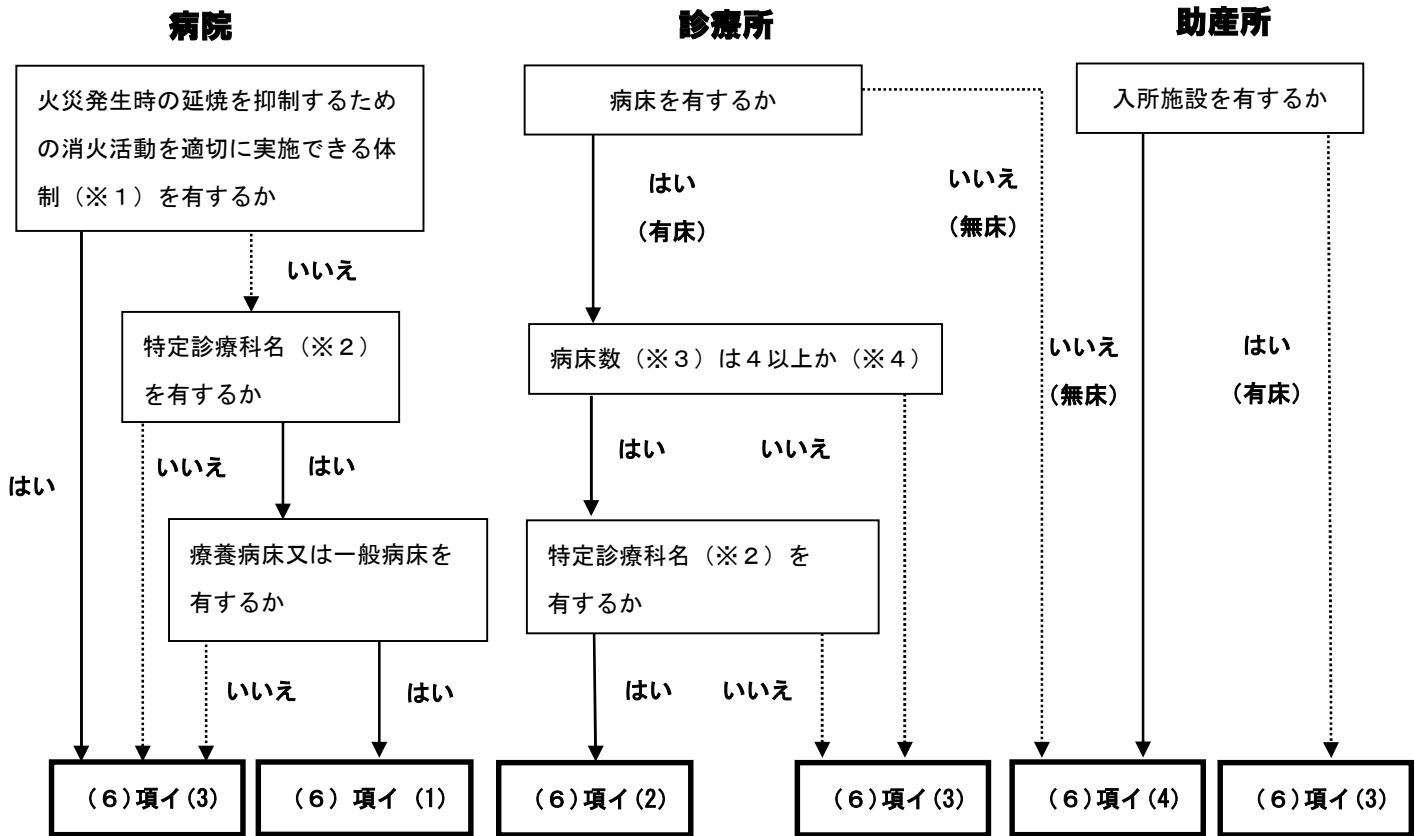 病院
火災発生時の延焼を抑制するため
の消火活動を適切に実施できる体
制（※１）を有するか
はい
いいえ
特定診療科名（※２）
を有するか
いいえ
はい
療養病床又は一般病床を
有するか
いいえ
はい
（６）項イ(3)
（６）項イ(1)
診療所
病床を有するか
はい
（有床）
いいえ
（無床）
病床数（※３）は４以上か（※４）
はい
いいえ
特定診療科名（※２）を
有するか
はい
いいえ
（６）項イ(2)
（６）項イ(3)
助産所
入所施設を有するか
いいえ
（無床）
はい
（有床）
（６）項イ(4)
（６）項イ(3)